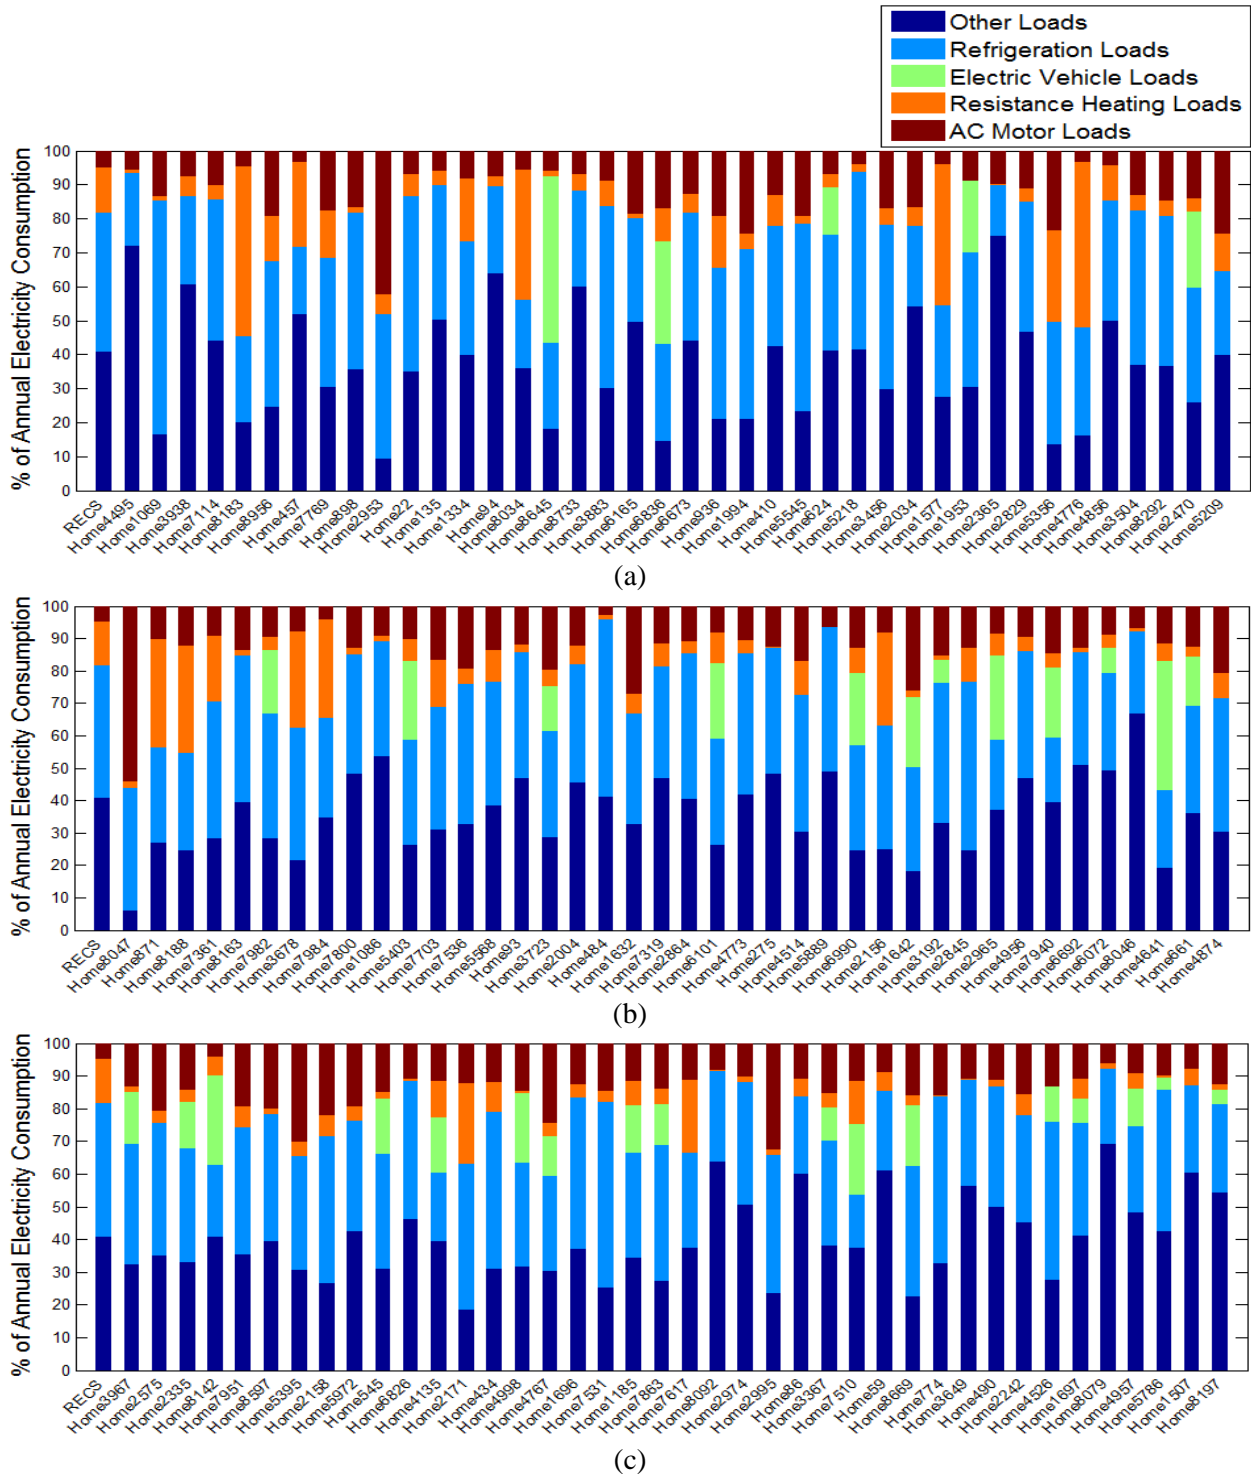 Other Loads
Refrigeration Loads
Electric Vehicle Loads
Resistance Heating Loads
AC Motor Loads
% of Annual Electricity Consumption
100
90
80
70
60
50
40
30
20
10
0
RECS
Home4495
Home1069
Home3938
Home7114
Home8183
Home8956
Home457
Home7769
Home898
Home2953
Home22
Home135
Home1334
Home94
Home8034
Home8645
Home8733
Home3883
Home6165
Home6836
Home6673
Home936
Home1994
Home410
Home5545
Home624
Home5218
Home3456
Home2034
Home1577
Home1953
Home2365
Home2829
Home5356
Home4776
Home4856
Home3504
Home8292
Home2470
Home5209
(a)
% of Annual Electricity Consumption
100
90
80
70
60
50
40
30
20
10
0
RECS
Home8047
Home871
Home8188
Home7361
Home8163
Home7982
Home3678
Home7984
Home7800
Home1086
Home5403
Home7703
Home7536
Home5568
Home93
Home3723
Home2004
Home484
Home1632
Home7319
Home2864
Home6101
Home4773
Home275
Home4514
Home5889
Home6990
Home2156
Home1642
Home3192
Home2845
Home2965
Home4956
Home7940
Home6692
Home6072
Home8046
Home4641
Home661
Home4874
(b)
% of Annual Electricity Consumption
100
90
80
70
60
50
40
30
20
10
0
RECS
Home3967
Home2575
Home2335
Home8142
Home7951
Home8597
Home5395
Home2158
Home5972
Home545
Home6826
Home4135
Home2171
Home434
Home4998
Home4767
Home1696
Home7531
Home1185
Home7863
Home7617
Home8092
Home2974
Home2995
Home86
Home3367
Home7510
Home59
Home8669
Home774
Home3649
Home490
Home2242
Home4526
Home1697
Home8079
Home4957
Home5786
Home1507
Home8197
(c)